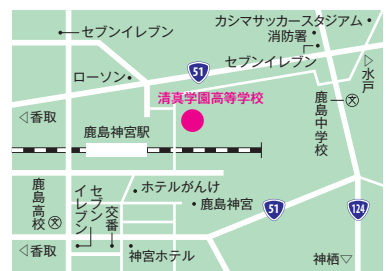 カシマサッカースタジアム
消防署
セブンイレブン
セブンイレブン
51
ローソン
▷水戸
清真学園高等学校
鹿島中学校
文
◁香取
鹿島神宮駅
鹿島高校
文
セブンイレブン
交番
ホテルがんけ
鹿島神宮
51
124
◁香取
神宮ホテル
神栖▽